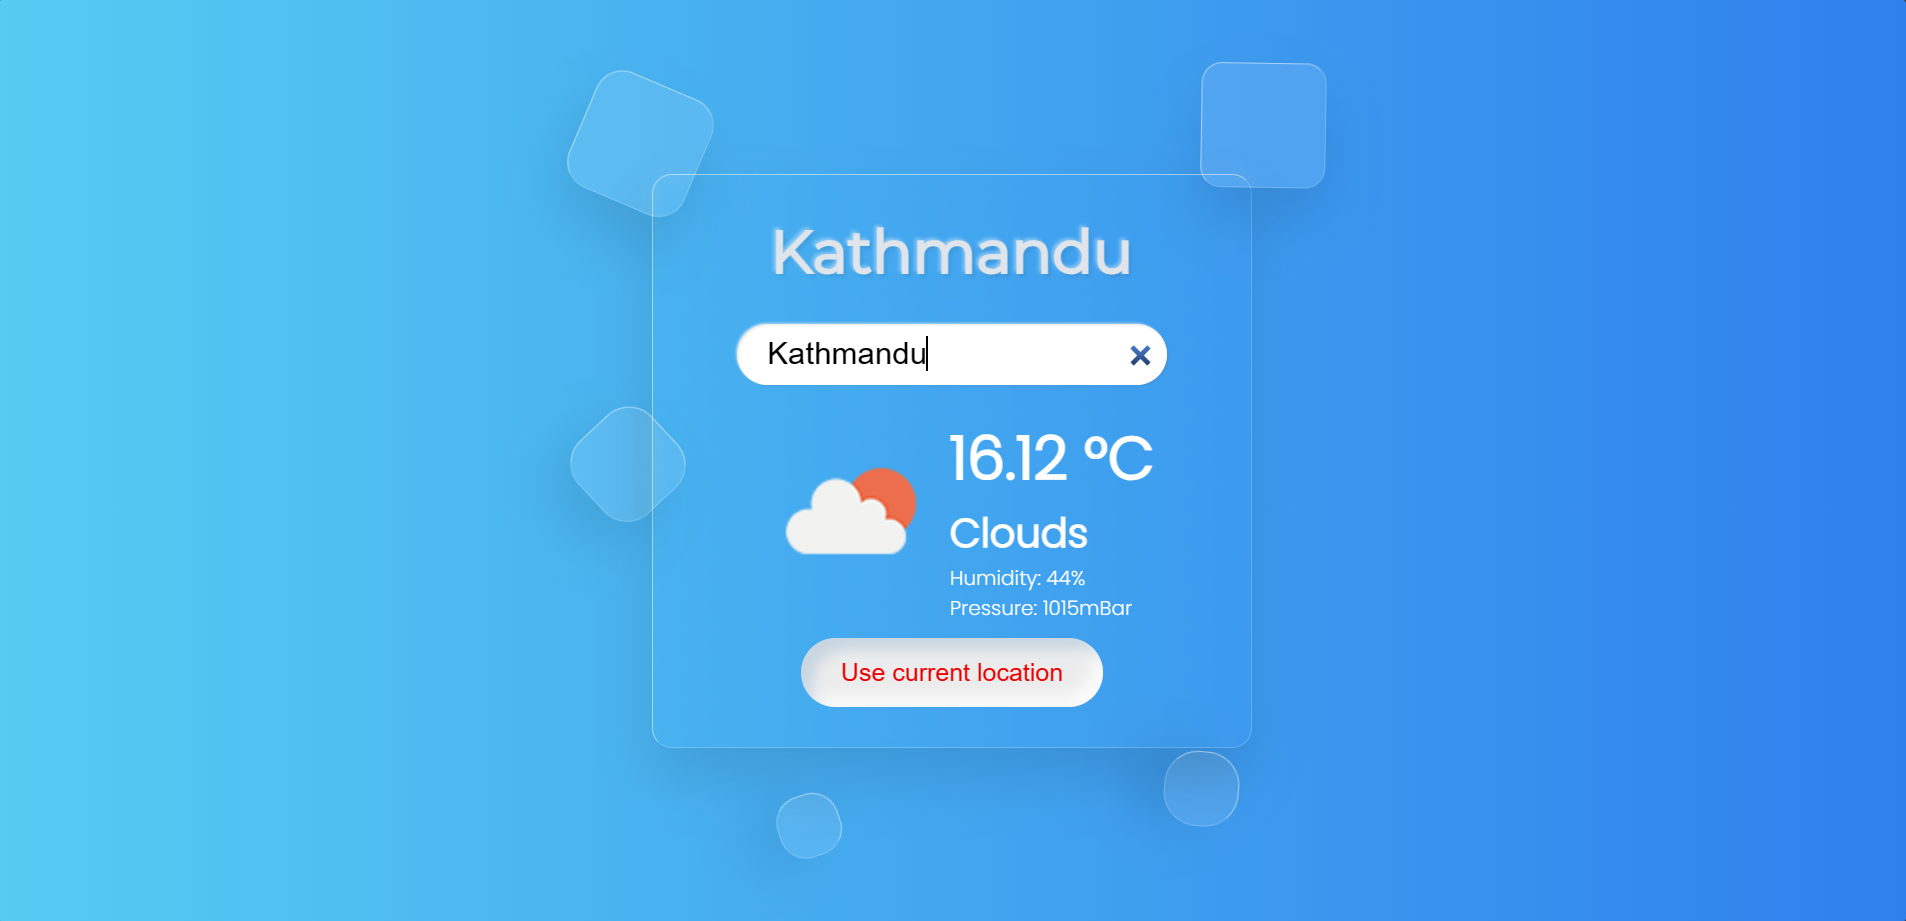 Kathmandu
Kathmandu
16.12 °C
Clouds
Humidity: 44%
Pressure: 1015mBar
Use current location